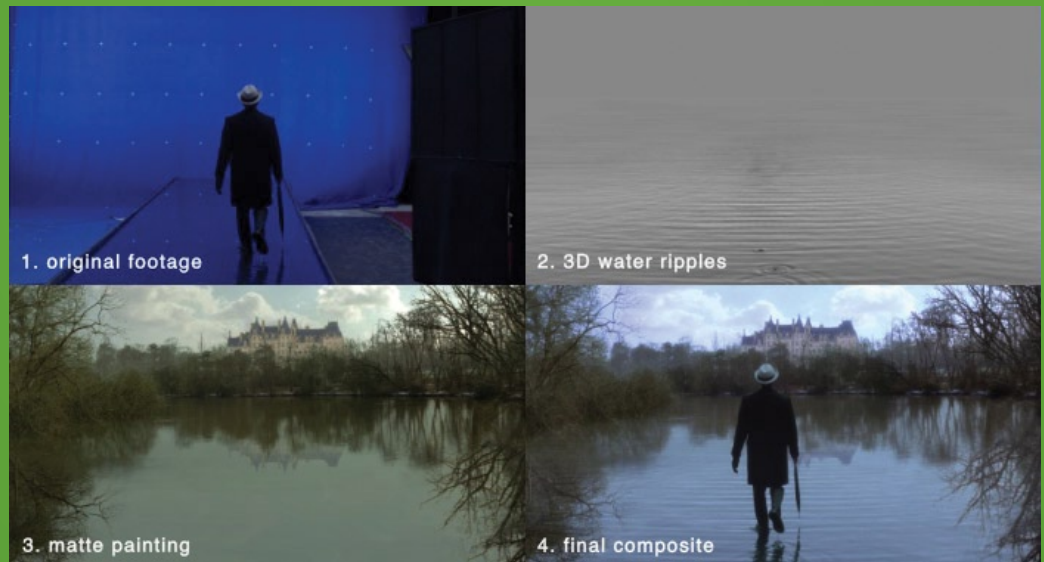 1. original footage
2. 3D water ripples
3. matte painting
4. final composite